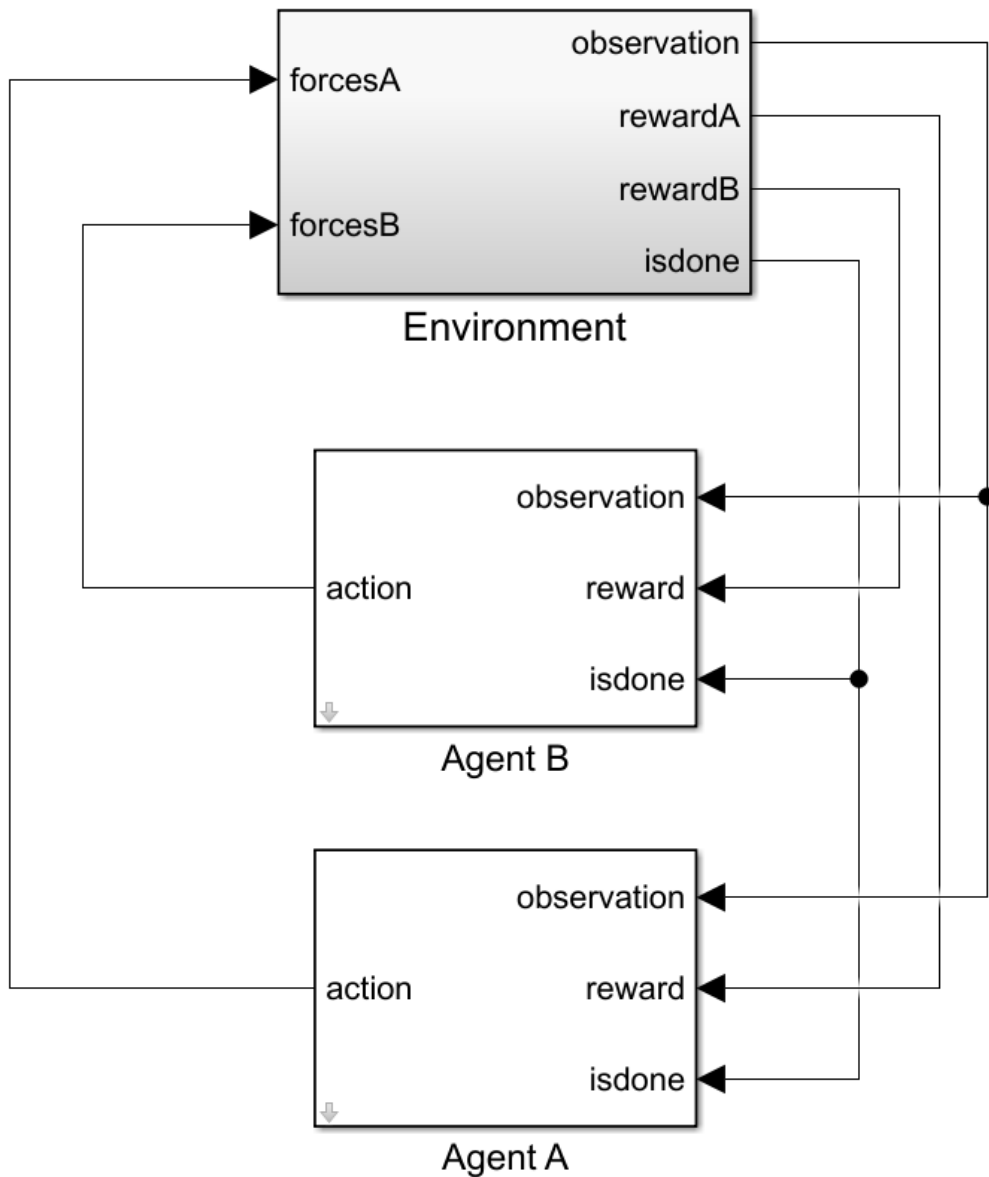 observation
forcesA
rewardA
rewardB
forcesB
isdone
Environment
observation
action
reward
isdone
Agent B
observation
action
reward
isdone
Agent A